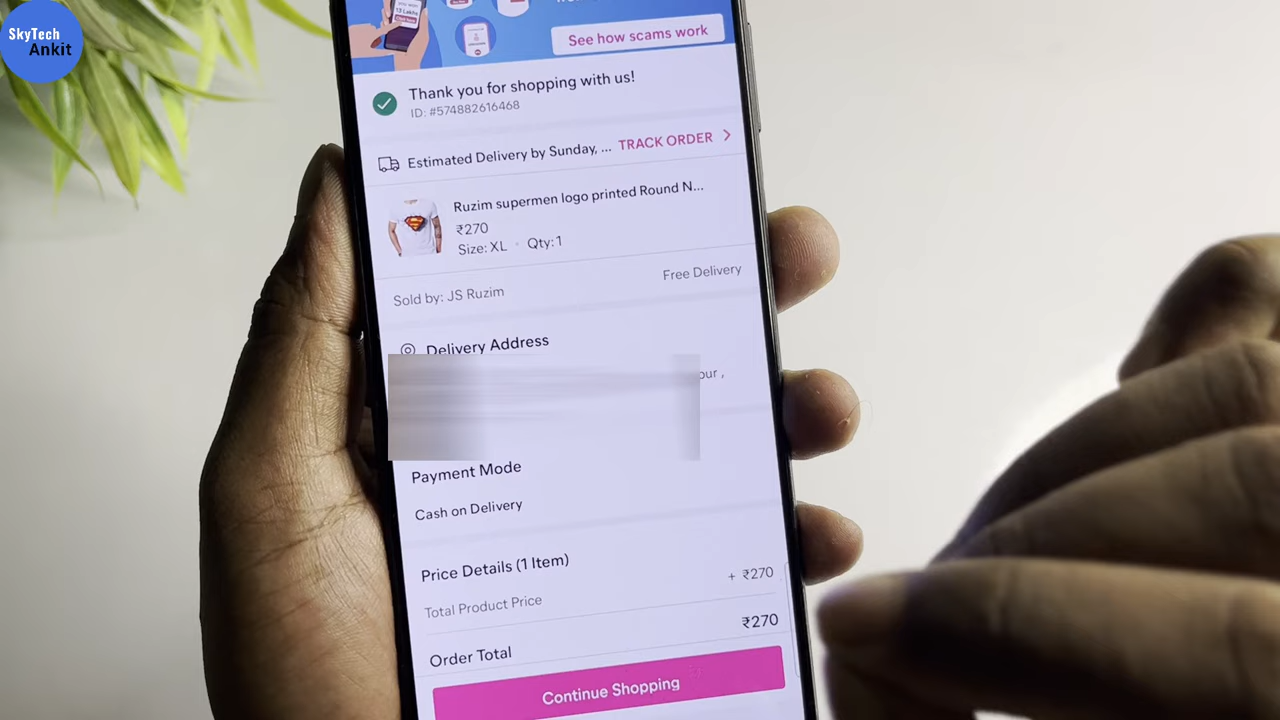 SkyTech
Ankit
13 Lakhs
See how scams work
Thank you for shopping with us!
ID: #574882616468
Estimated Delivery by Sunday, ... TRACK ORDER
Ruzim supermen logo printed Round N...
₹270
Size: XL • Qty: 1
Sold by: JS Ruzim
Free Delivery
Delivery Address
Payment Mode
Cash on Delivery
Price Details (1 Item)
Total Product Price
+ ₹270
Order Total
₹270
Continue Shopping